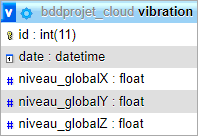 v bddprojet_cloud vibration
id : int(11)
date : datetime
# niveau_globalX : float
# niveau_globalY : float
# niveau_globalZ : float